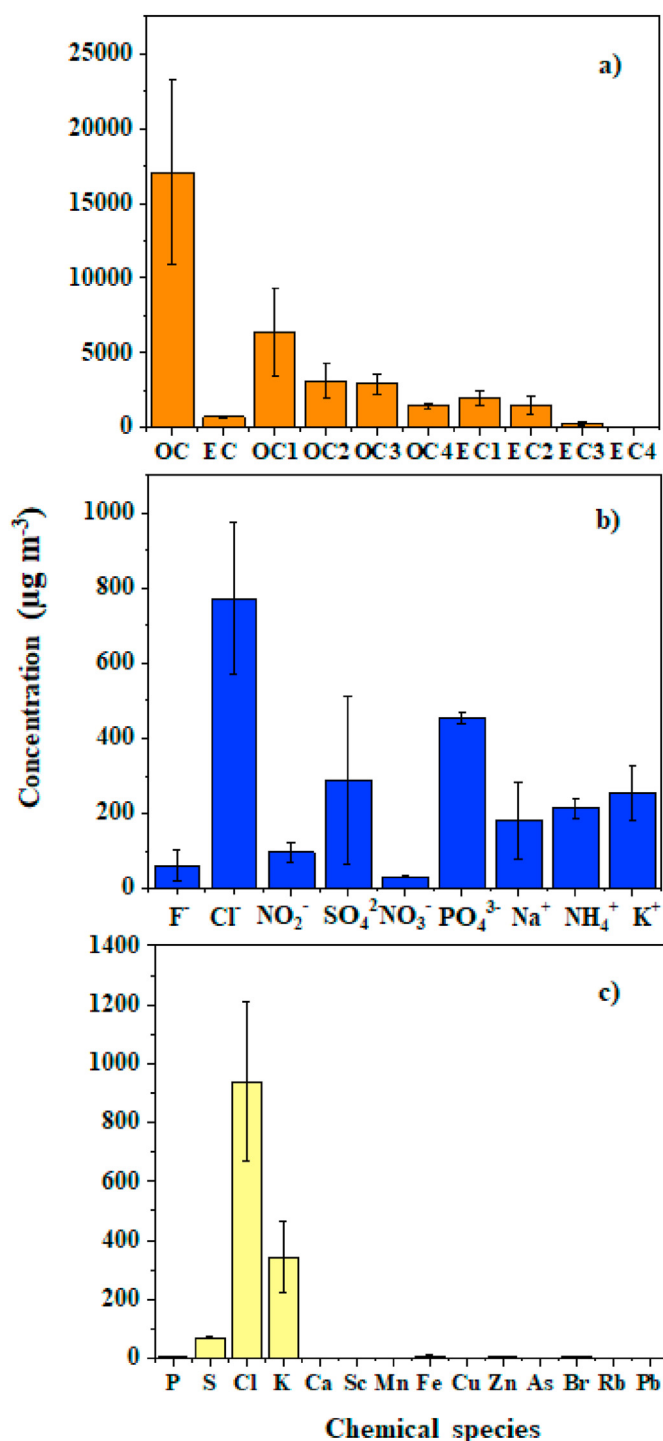 a)
25000
20000
15000
10000
5000
0
OC EC OC1 OC2 OC3 OC4 EC1 EC2 EC3 EC4
Concentration (µg m⁻³)
b)
1000
800
600
400
200
0
F⁻ Cl⁻ NO₂⁻ SO₄² NO₃⁻ PO₄³⁻ Na⁺ NH₄⁺ K⁺
c)
1400
1200
1000
800
600
400
200
0
P S Cl K Ca Sc Mn Fe Cu Zn As Br Rb Pb
Chemical species